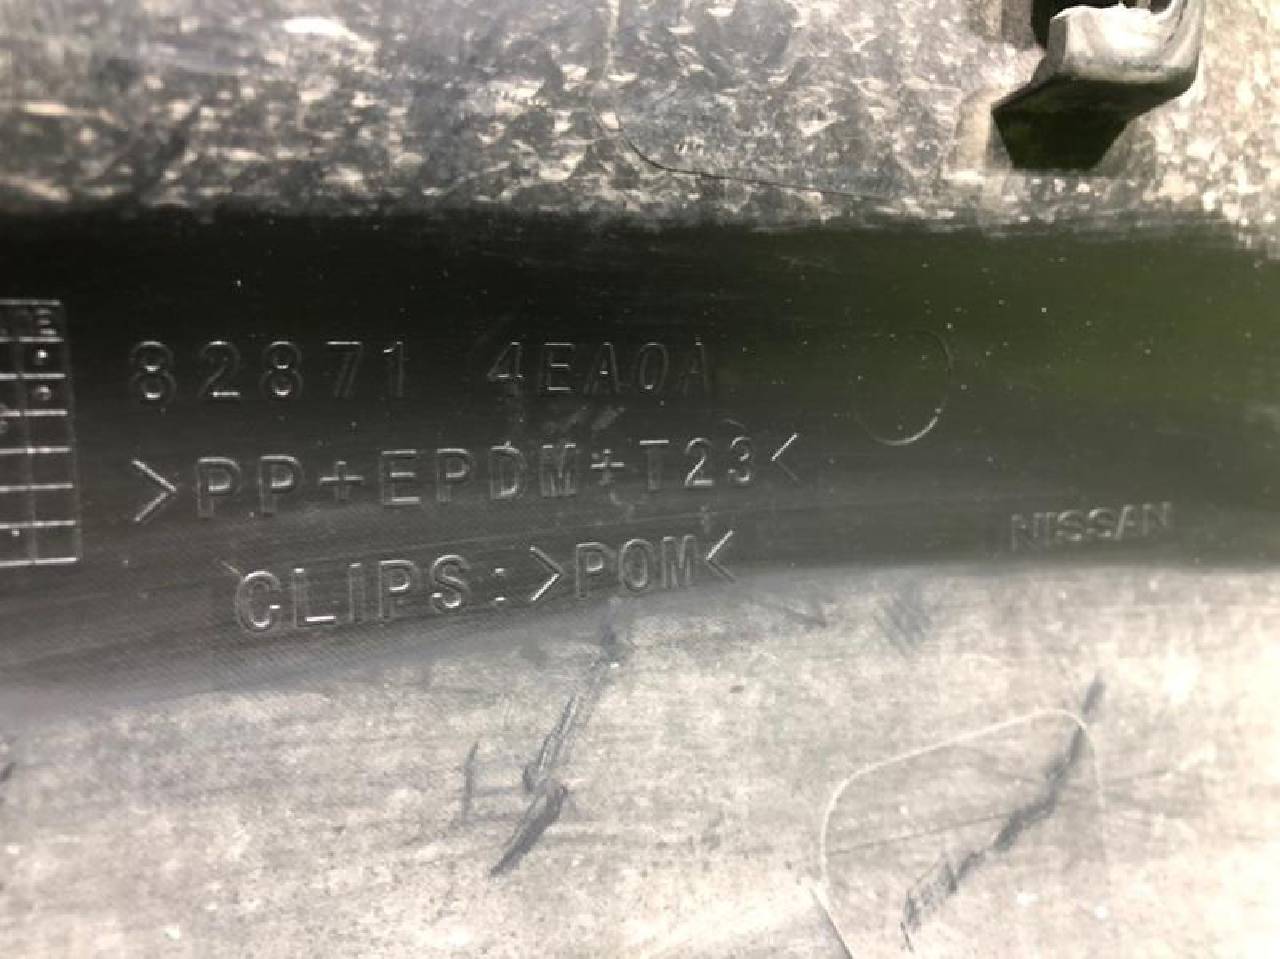 82871 4EA0A
>PP+EPDM+T23<
CLIPS:>POM<
NISSAN